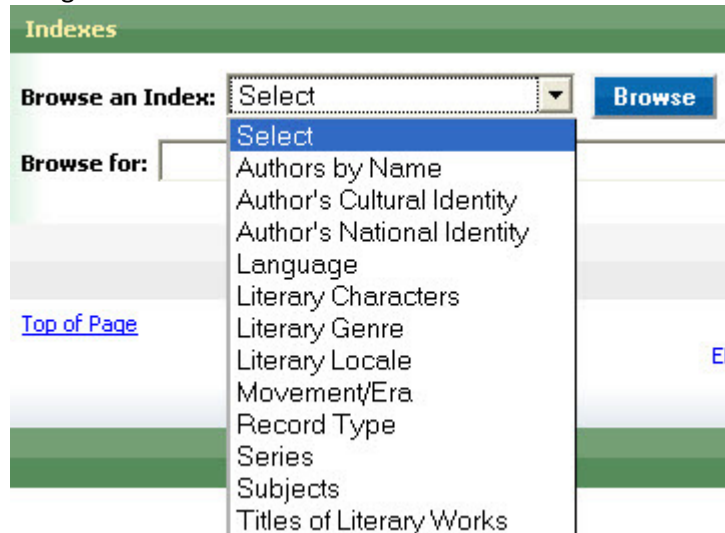 Indexes
Browse an Index: Select Browse
Select
Browse for:
Authors by Name
Author's Cultural Identity
Author's National Identity
Language
Literary Characters
Top of Page
Literary Genre
Literary Locale
Movement/Era
Record Type
Series
Subjects
Titles of Literary Works